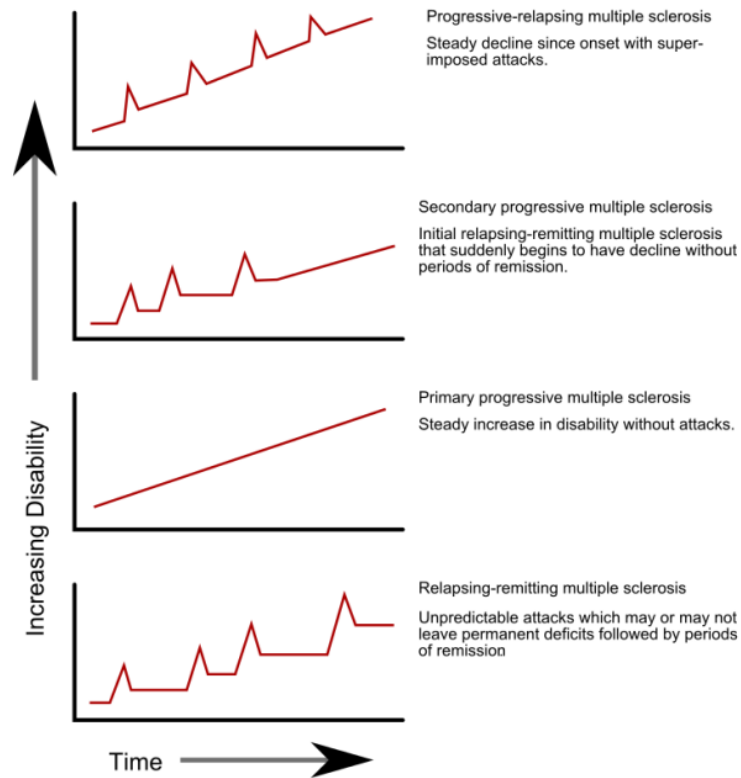 Progressive-relapsing multiple sclerosis
Steady decline since onset with super-
imposed attacks.
Secondary progressive multiple sclerosis
Initial relapsing-remitting multiple sclerosis
that suddenly begins to have decline without
periods of remission.
Primary progressive multiple sclerosis
Steady increase in disability without attacks.
Relapsing-remitting multiple sclerosis
Unpredictable attacks which may or may not
leave permanent deficits followed by periods
of remission
Increasing Disability
Time